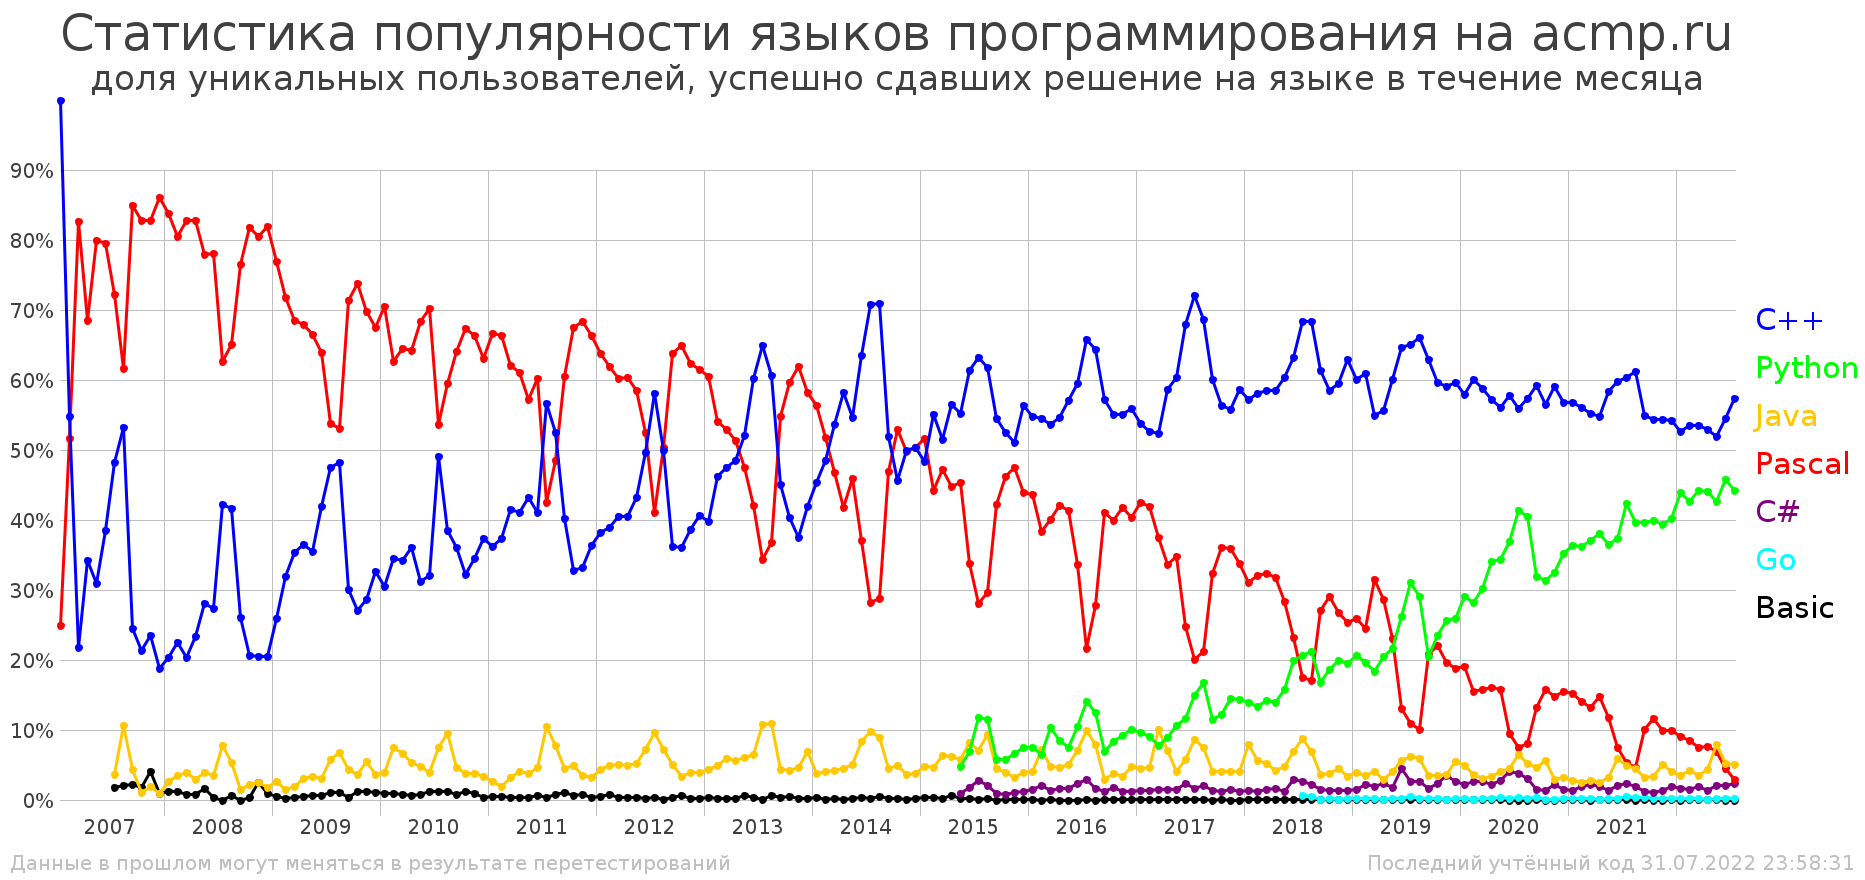 Статистика популярности языков программирования на acmp.ru
доля уникальных пользователей, успешно сдавших решение на языке в течение месяца
90%
80%
70%
60%
50%
40%
30%
20%
10%
0%
C++
Python
Java
Pascal
C#
Go
Basic
2007 2008 2009 2010 2011 2012 2013 2014 2015 2016 2017 2018 2019 2020 2021
Данные в прошлом могут меняться в результате перетестирований
Последний учтённый код 31.07.2022 23:58:31